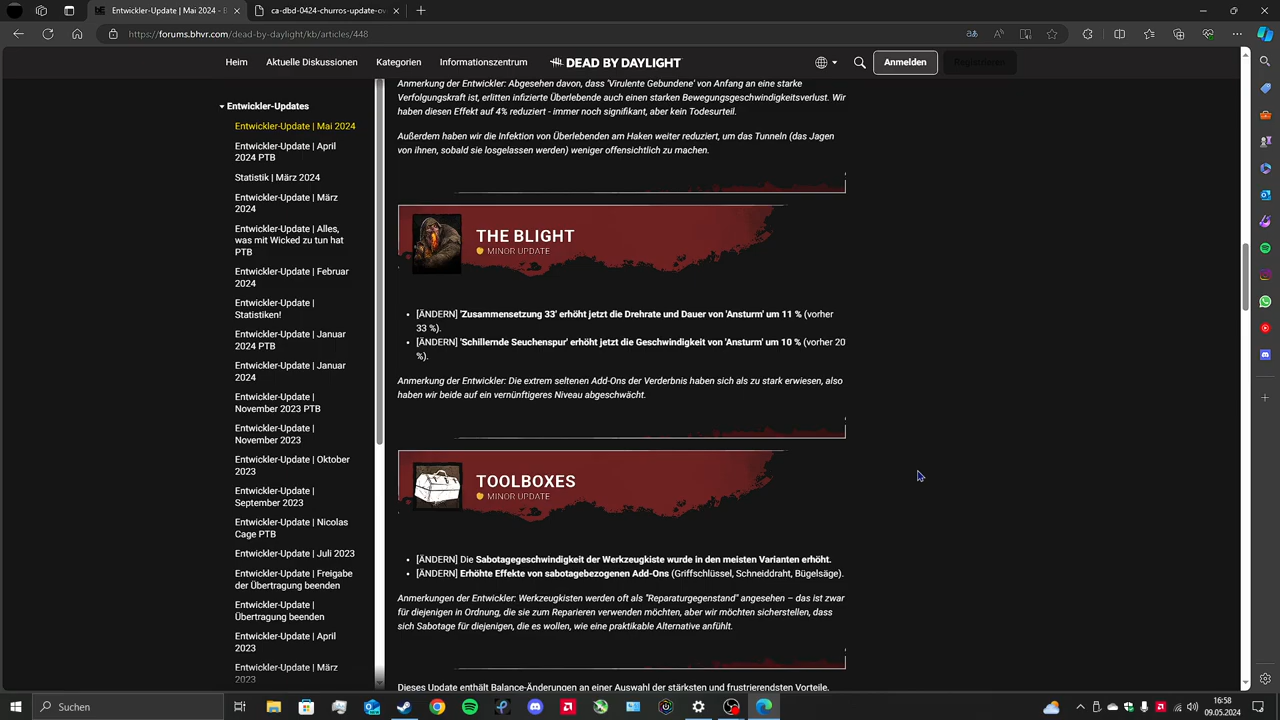 Entwickler-Update | Mai 2024 - B
ca-dbd-0424-churros-update-
https://forums.bhvr.com/dead-by-daylight/kb/articles/448
Heim
Aktuelle Diskussionen
Kategorien
Informationszentrum
DEAD BY DAYLIGHT
Anmelden
Registrieren
Entwickler-Updates
Entwickler-Update | Mai 2024
Entwickler-Update | April
2024 PTB
Statistik | März 2024
Entwickler-Update | März
2024
Entwickler-Update | Alles,
was mit Wicked zu tun hat
PTB
Entwickler-Update | Februar
2024
Entwickler-Update |
Statistiken!
Entwickler-Update | Januar
2024 PTB
Entwickler-Update | Januar
2024
Entwickler-Update |
November 2023 PTB
Entwickler-Update |
November 2023
Entwickler-Update | Oktober
2023
Entwickler-Update |
September 2023
Entwickler-Update | Nicolas
Cage PTB
Entwickler-Update | Juli 2023
Entwickler-Update | Freigabe
der Übertragung beenden
Entwickler-Update |
Übertragung beenden
Entwickler-Update | April
2023
Entwickler-Update | März
2023
Anmerkung der Entwickler: Abgesehen davon, dass 'Virulente Gebundene' von Anfang an eine starke
Verfolgungskraft ist, erlitten infizierte Überlebende auch einen starken Bewegungsgeschwindigkeitsverlust. Wir
haben diesen Effekt auf 4% reduziert - immer noch signifikant, aber kein Todesurteil.
Außerdem haben wir die Infektion von Überlebenden am Haken weiter reduziert, um das Tunneln (das Jagen
von ihnen, sobald sie losgelassen werden) weniger offensichtlich zu machen.
THE BLIGHT
MINOR UPDATE
• [ÄNDERN] 'Zusammensetzung 33' erhöht jetzt die Drehrate und Dauer von 'Ansturm' um 11 % (vorher
33 %).
• [ÄNDERN] 'Schillernde Seuchenspur' erhöht jetzt die Geschwindigkeit von 'Ansturm' um 10 % (vorher 20
%).
Anmerkung der Entwickler: Die extrem seltenen Add-Ons der Verderbnis haben sich als zu stark erwiesen, also
haben wir beide auf ein vernünftigeres Niveau abgeschwächt.
TOOLBOXES
MINOR UPDATE
• [ÄNDERN] Die Sabotagegeschwindigkeit der Werkzeugkiste wurde in den meisten Varianten erhöht.
• [ÄNDERN] Erhöhte Effekte von sabotagebezogenen Add-Ons (Griffschlüssel, Schneiddraht, Bügelsäge).
Anmerkungen der Entwickler: Werkzeugkisten werden oft als "Reparaturgegenstand" angesehen – das ist zwar
für diejenigen in Ordnung, die sie zum Reparieren verwenden möchten, aber wir möchten sicherstellen, dass
sich Sabotage für diejenigen, die es wollen, wie eine praktikable Alternative anfühlt.
Dieses Update enthält Balance-Änderungen an einer Auswahl der stärksten und frustrierendsten Vorteile.
Suchen
16:58
09.05.2024